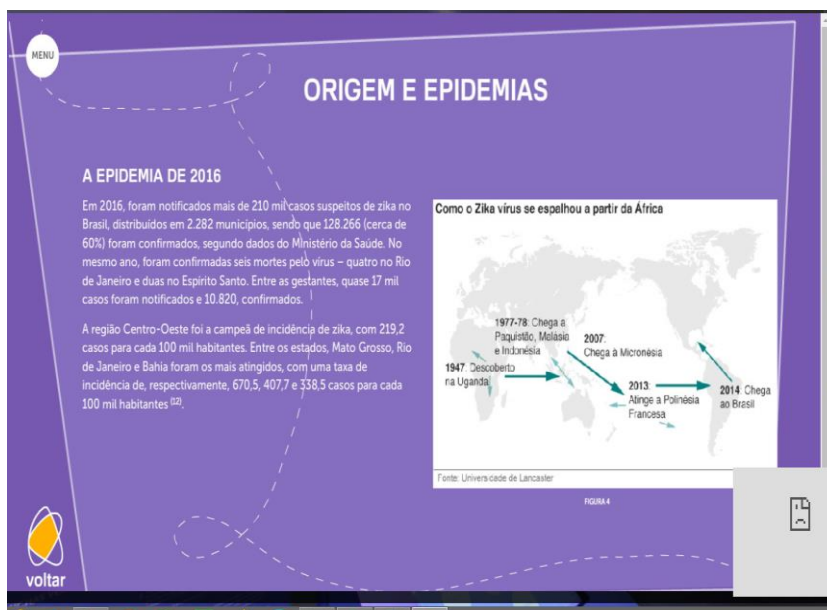 MENU
ORIGEM E EPIDEMIAS
A EPIDEMIA DE 2016
Em 2016, foram notificados mais de 210 mil casos suspeitos de zika no
Brasil, distribuídos em 2.282 municípios, sendo que 128.266 (cerca de
60%) foram confirmados, segundo dados do Ministério da Saúde. No
mesmo ano, foram confirmadas seis mortes pelo vírus – quatro no Rio
de Janeiro e duas no Espírito Santo. Entre as gestantes, quase 17 mil
casos foram notificados e 10.820, confirmados.
A região Centro-Oeste foi a campeã de incidência de zika, com 219,2
casos para cada 100 mil habitantes. Entre os estados, Mato Grosso, Rio
de Janeiro e Bahia foram os mais atingidos, com uma taxa de
incidência de, respectivamente, 670,5, 407,7 e 338,5 casos para cada
100 mil habitantes (12).
Como o Zika vírus se espalhou a partir da África
1977-78: Chega a
Paquistão, Malásia
e Indonésia
2007:
Chega à Micronésia
1947: Descoberto
na Uganda
2013:
Atinge a Polinésia
Francesa
2014: Chega
ao Brasil
Fonte: Universidade de Lancaster
FIGURA 4
voltar